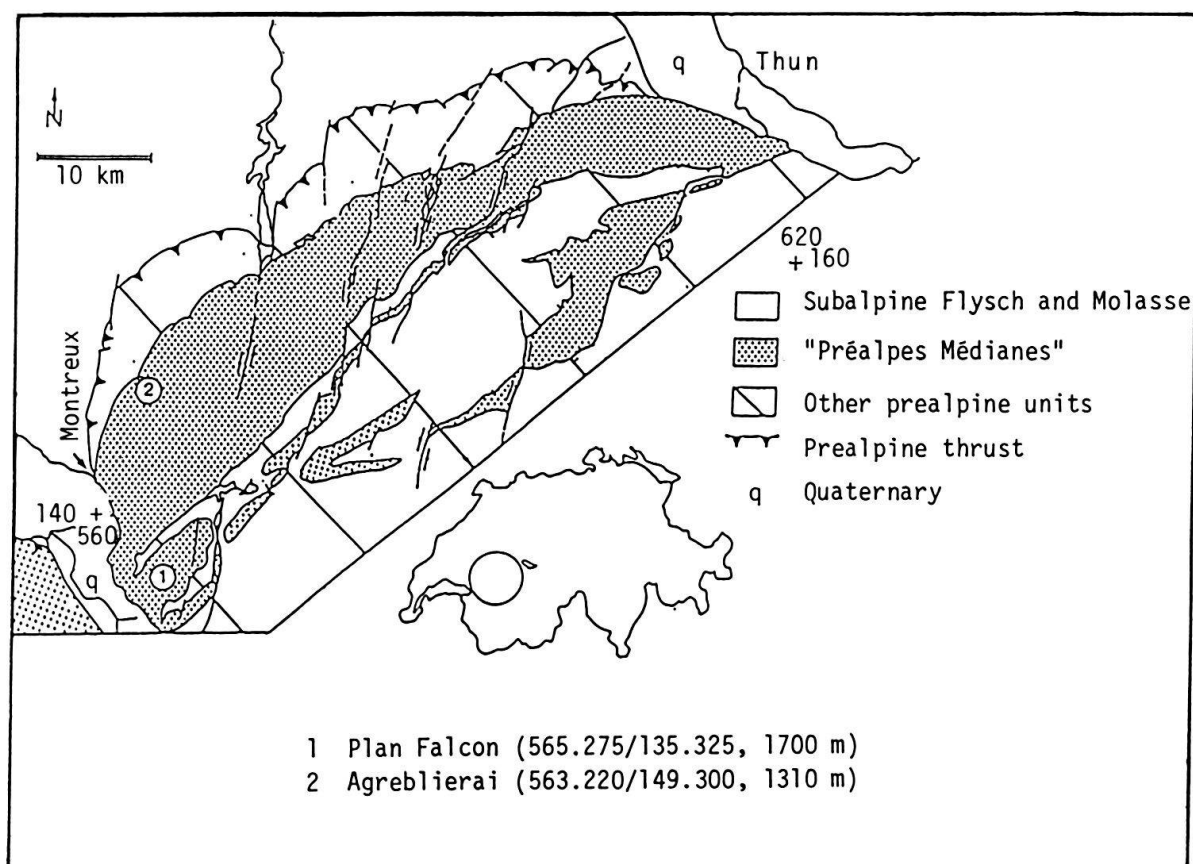 q
Thun
N
10 km
620
+ 160
Subalpine Flysch and Molasse
"Préalpes Médianes"
Other prealpine units
Prealpine thrust
q Quaternary
Montreux
2
140 +
560
q
1
1 Plan Falcon (565.275/135.325, 1700 m)
2 Agreblierai (563.220/149.300, 1310 m)